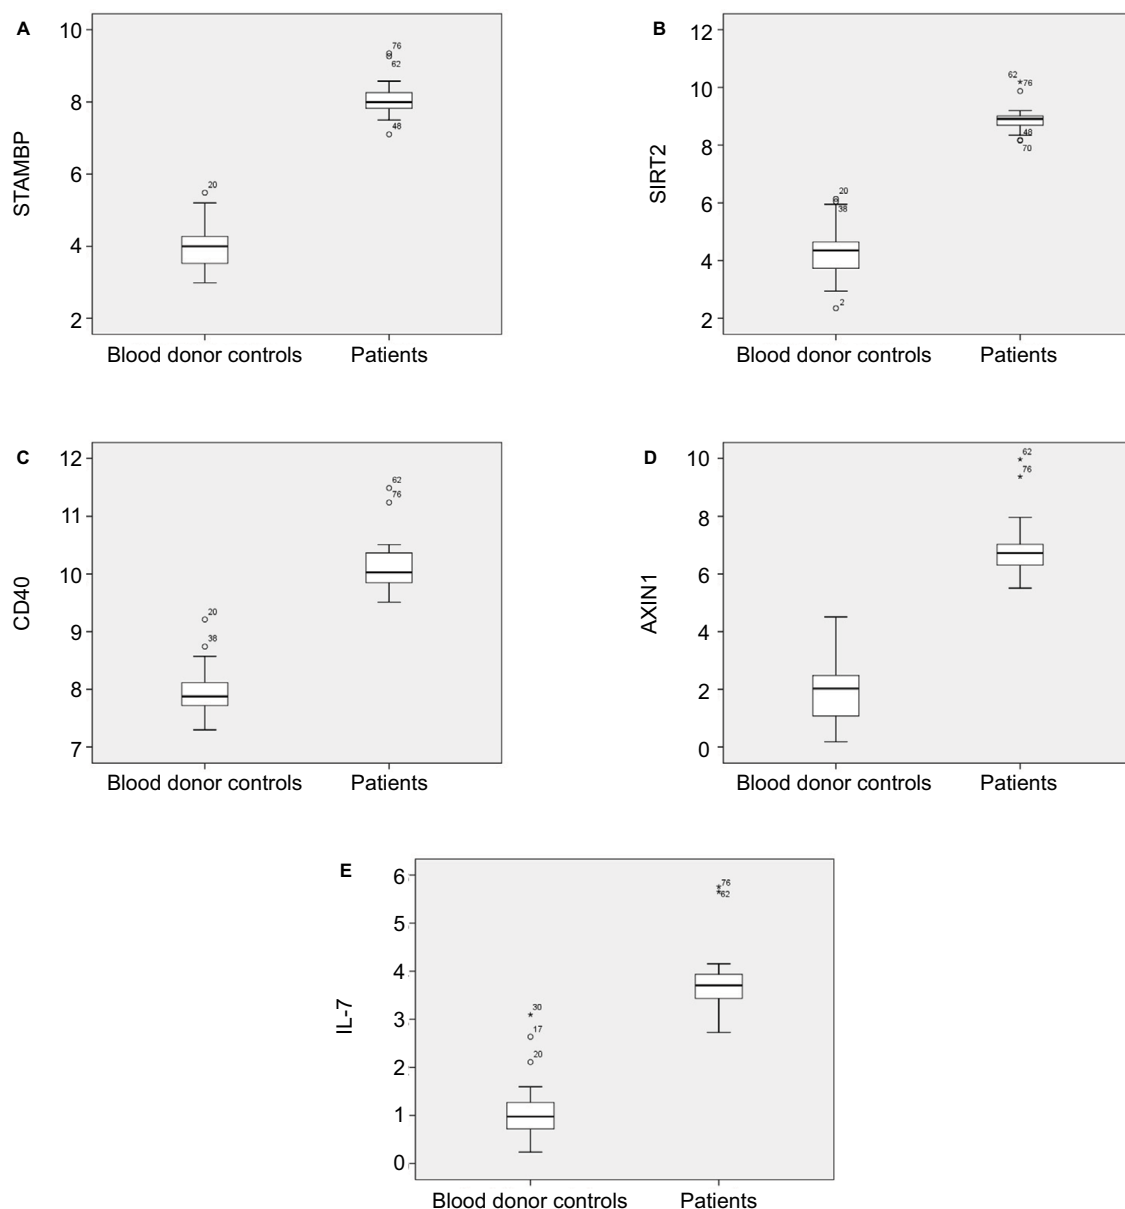 A
STAMBP
10
8
6
4
2
76
62
48
20
Blood donor controls
Patients
B
SIRT2
12
10
8
6
4
2
62
76
48
70
20
38
2
Blood donor controls
Patients
C
CD40
12
11
10
9
8
7
62
76
20
38
Blood donor controls
Patients
D
AXIN1
10
8
6
4
2
0
62
76
Blood donor controls
Patients
E
IL-7
6
5
4
3
2
1
0
76
62
30
17
20
Blood donor controls
Patients